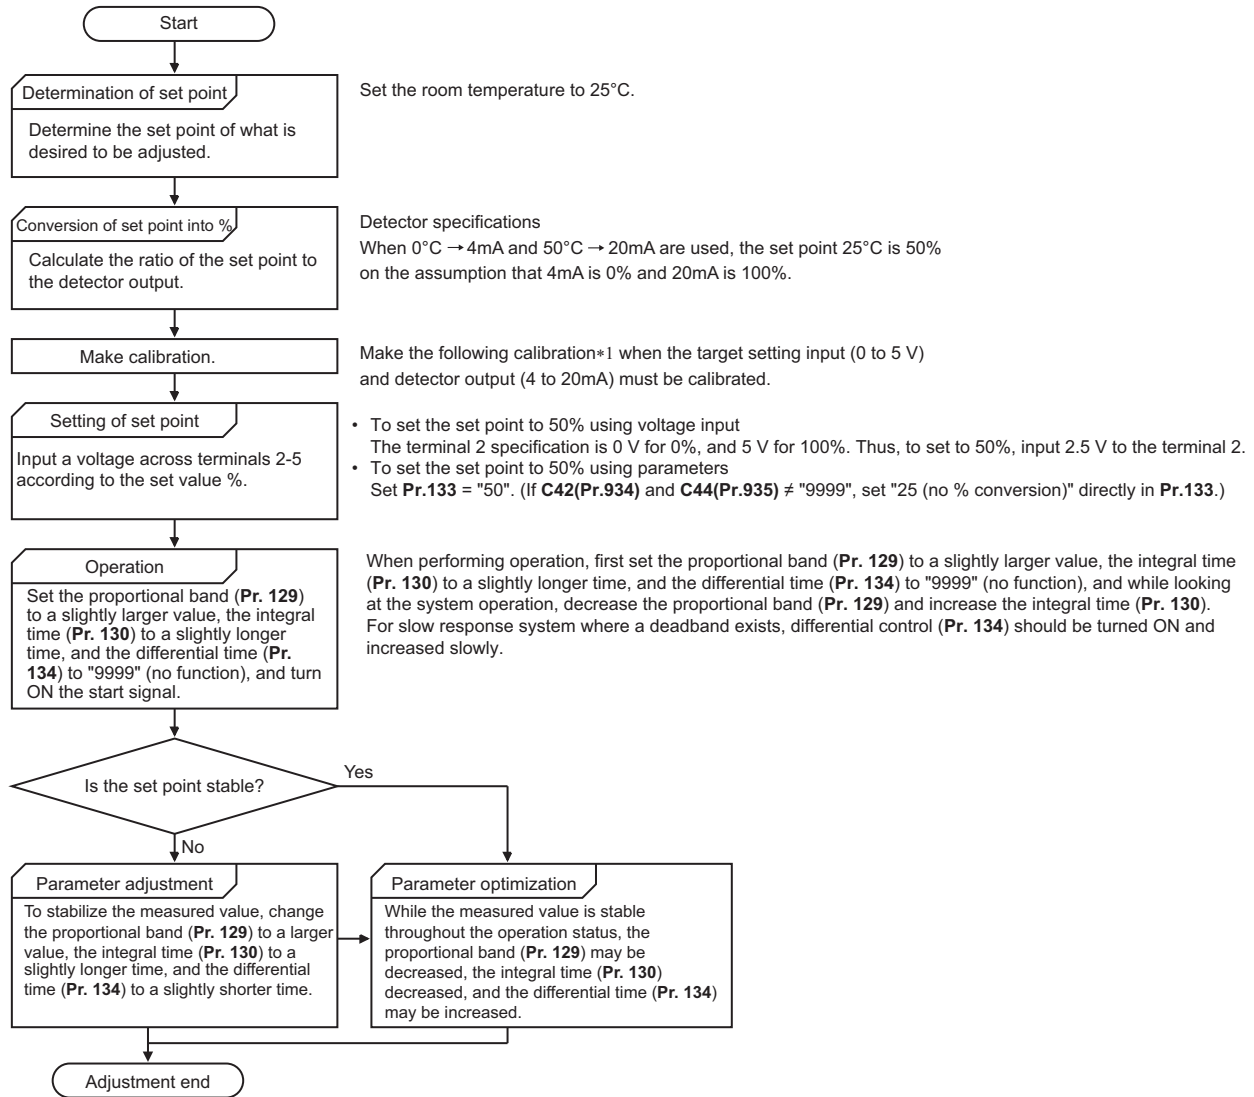 Start
Determination of set point
Determine the set point of what is
desired to be adjusted.
Set the room temperature to 25°C.
Conversion of set point into %
Calculate the ratio of the set point to
the detector output.
Detector specifications
When 0°C → 4mA and 50°C → 20mA are used, the set point 25°C is 50%
on the assumption that 4mA is 0% and 20mA is 100%.
Make calibration.
Make the following calibration*1 when the target setting input (0 to 5 V)
and detector output (4 to 20mA) must be calibrated.
Setting of set point
Input a voltage across terminals 2-5
according to the set value %.
• To set the set point to 50% using voltage input
The terminal 2 specification is 0 V for 0%, and 5 V for 100%. Thus, to set to 50%, input 2.5 V to the terminal 2.
• To set the set point to 50% using parameters
Set Pr.133 = "50". (If C42(Pr.934) and C44(Pr.935) ≠ "9999", set "25 (no % conversion)" directly in Pr.133.)
Operation
Set the proportional band (Pr. 129)
to a slightly larger value, the integral
time (Pr. 130) to a slightly longer
time, and the differential time (Pr.
134) to "9999" (no function), and turn
ON the start signal.
When performing operation, first set the proportional band (Pr. 129) to a slightly larger value, the integral time
(Pr. 130) to a slightly longer time, and the differential time (Pr. 134) to "9999" (no function), and while looking
at the system operation, decrease the proportional band (Pr. 129) and increase the integral time (Pr. 130).
For slow response system where a deadband exists, differential control (Pr. 134) should be turned ON and
increased slowly.
Is the set point stable?
Yes
No
Parameter adjustment
To stabilize the measured value, change
the proportional band (Pr. 129) to a larger
value, the integral time (Pr. 130) to a
slightly longer time, and the differential
time (Pr. 134) to a slightly shorter time.
Parameter optimization
While the measured value is stable
throughout the operation status, the
proportional band (Pr. 129) may be
decreased, the integral time (Pr. 130)
decreased, and the differential time (Pr. 134)
may be increased.
Adjustment end